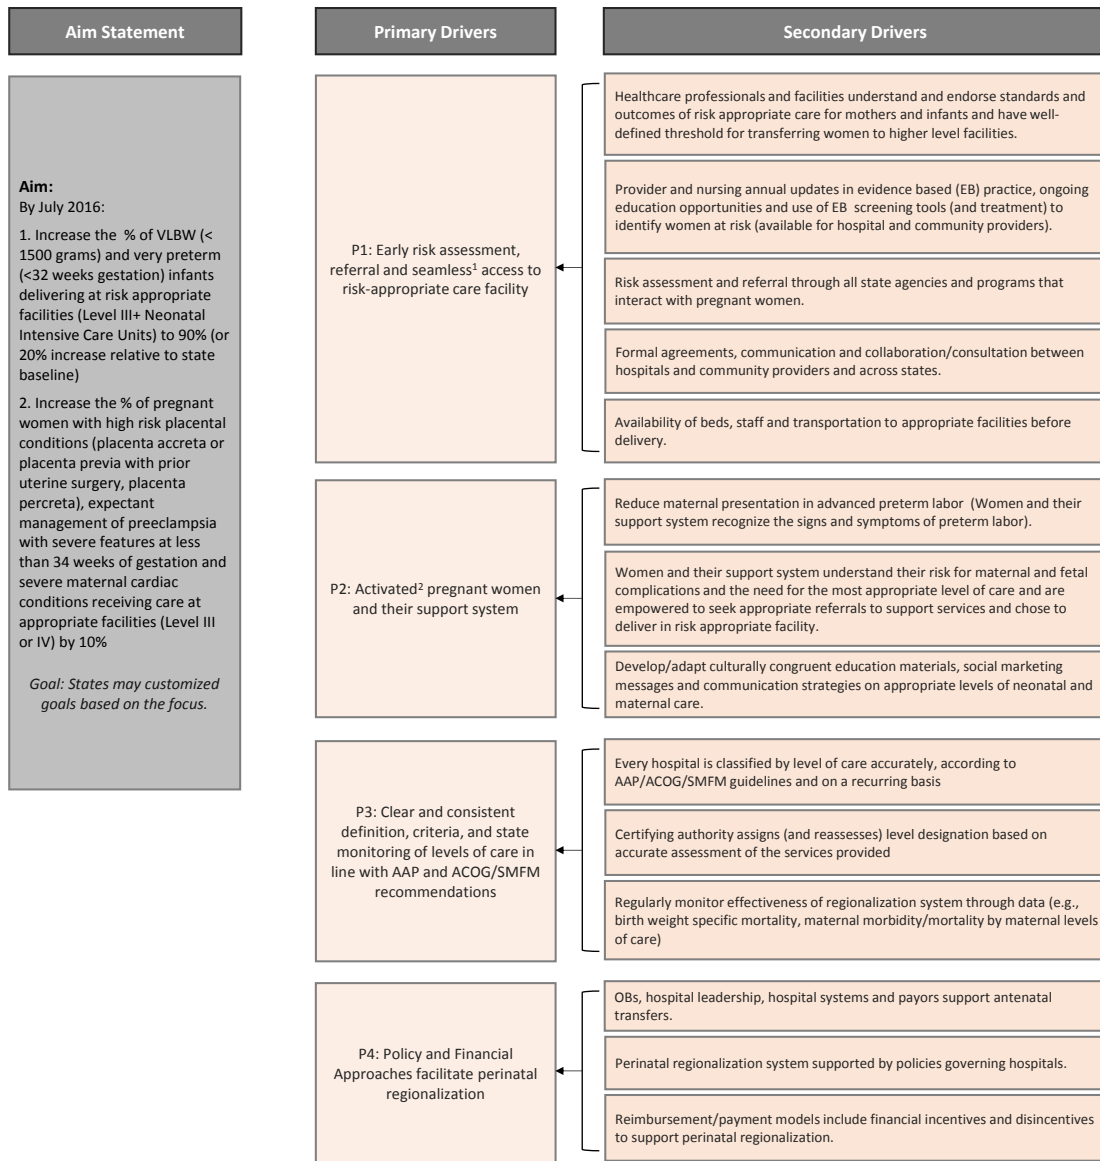 Aim Statement
Primary Drivers
Secondary Drivers
Aim:
By July 2016:
1. Increase the % of VLBW (<
1500 grams) and very preterm
(<32 weeks gestation) infants
delivering at risk appropriate
facilities (Level III+ Neonatal
Intensive Care Units) to 90% (or
20% increase relative to state
baseline)
2. Increase the % of pregnant
women with high risk placental
conditions (placenta accreta or
placenta previa with prior
uterine surgery, placenta
percreta), expectant
management of preeclampsia
with severe features at less
than 34 weeks of gestation and
severe maternal cardiac
conditions receiving care at
appropriate facilities (Level III
or IV) by 10%
Goal: States may customized
goals based on the focus.
P1: Early risk assessment,
referral and seamless¹ access to
risk-appropriate care facility
Healthcare professionals and facilities understand and endorse standards and
outcomes of risk appropriate care for mothers and infants and have well-
defined threshold for transferring women to higher level facilities.
Provider and nursing annual updates in evidence based (EB) practice, ongoing
education opportunities and use of EB screening tools (and treatment) to
identify women at risk (available for hospital and community providers).
Risk assessment and referral through all state agencies and programs that
interact with pregnant women.
Formal agreements, communication and collaboration/consultation between
hospitals and community providers and across states.
Availability of beds, staff and transportation to appropriate facilities before
delivery.
P2: Activated² pregnant women
and their support system
Reduce maternal presentation in advanced preterm labor (Women and their
support system recognize the signs and symptoms of preterm labor).
Women and their support system understand their risk for maternal and fetal
complications and the need for the most appropriate level of care and are
empowered to seek appropriate referrals to support services and chose to
deliver in risk appropriate facility.
Develop/adapt culturally congruent education materials, social marketing
messages and communication strategies on appropriate levels of neonatal and
maternal care.
P3: Clear and consistent
definition, criteria, and state
monitoring of levels of care in
line with AAP and ACOG/SMFM
recommendations
Every hospital is classified by level of care accurately, according to
AAP/ACOG/SMFM guidelines and on a recurring basis
Certifying authority assigns (and reassesses) level designation based on
accurate assessment of the services provided
Regularly monitor effectiveness of regionalization system through data (e.g.,
birth weight specific mortality, maternal morbidity/mortality by maternal levels
of care)
P4: Policy and Financial
Approaches facilitate perinatal
regionalization
OBs, hospital leadership, hospital systems and payors support antenatal
transfers.
Perinatal regionalization system supported by policies governing hospitals.
Reimbursement/payment models include financial incentives and disincentives
to support perinatal regionalization.